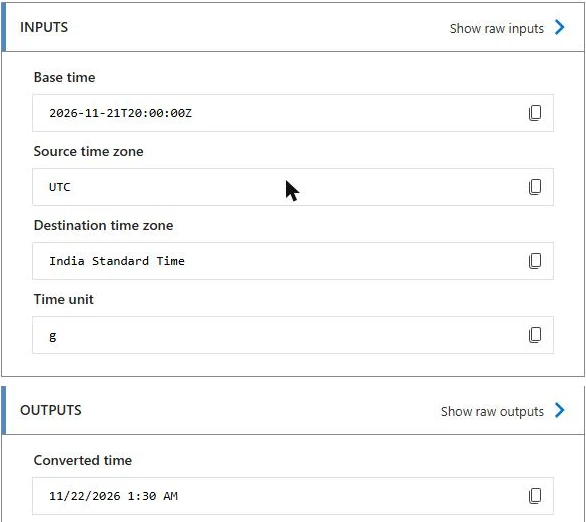 INPUTS
Show raw inputs
Base time
2026-11-21T20:00:00Z
Source time zone
UTC
Destination time zone
India Standard Time
Time unit
g
OUTPUTS
Show raw outputs
Converted time
11/22/2026 1:30 AM